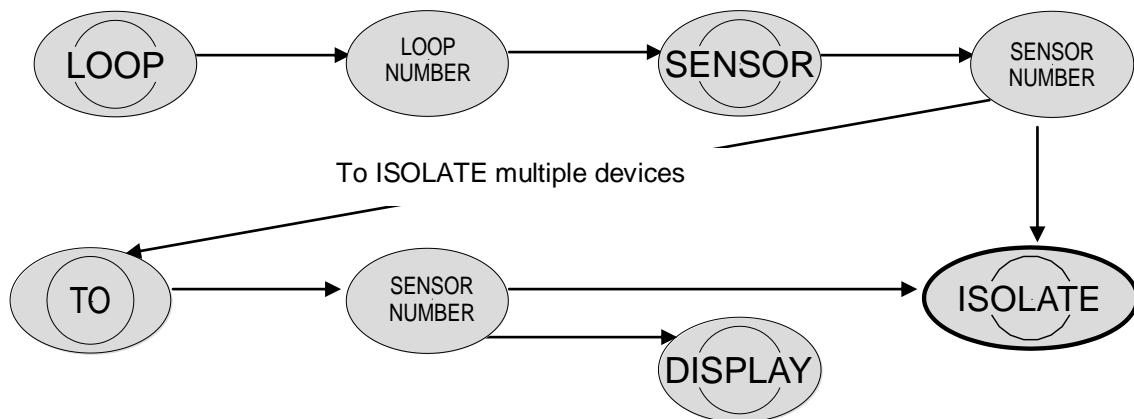 LOOP
LOOP
NUMBER
SENSOR
SENSOR
NUMBER
To ISOLATE multiple devices
TO
SENSOR
NUMBER
ISOLATE
DISPLAY